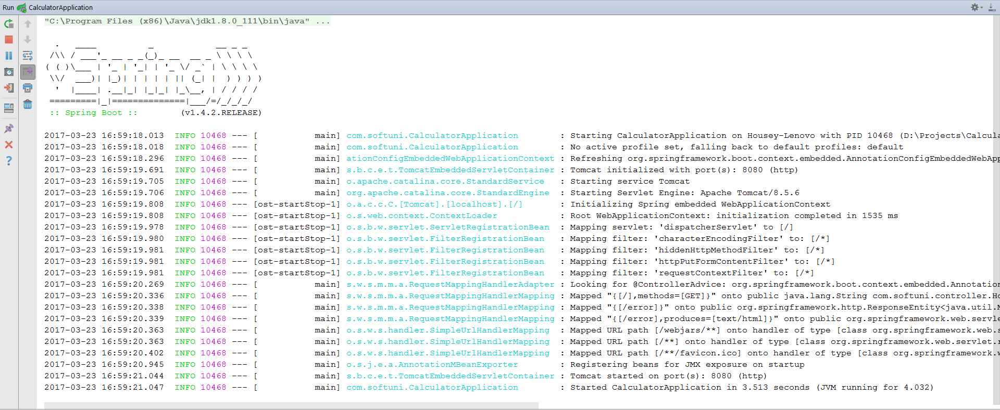 Run CalculatorApplication
"C:\Program Files (x86)\Java\jdk1.8.0_111\bin\java" ...
  .   ____          _            __ _ _
 /\\ / ___'_ __ _ _(_)_ __  __ _ \ \ \ \
( ( )\___ | '_ | '_| | '_ \/ _` | \ \ \ \
 \\/  ___)| |_)| | | | | || (_| |  ) ) ) )
  '  |____| .__|_| |_|_| |_\__, | / / / /
 =========|_|==============|___/=/_/_/_/
 :: Spring Boot ::        (v1.4.2.RELEASE)
2017-03-23 16:59:18.013  INFO 10468 --- [           main] com.softuni.CalculatorApplication        : Starting CalculatorApplication on Housey-Lenovo with PID 10468 (D:\Projects\Calcula
2017-03-23 16:59:18.018  INFO 10468 --- [           main] com.softuni.CalculatorApplication        : No active profile set, falling back to default profiles: default
2017-03-23 16:59:18.296  INFO 10468 --- [           main] ationConfigEmbeddedWebApplicationContext : Refreshing org.springframework.boot.context.embedded.AnnotationConfigEmbeddedWebApp
2017-03-23 16:59:19.691  INFO 10468 --- [           main] s.b.c.e.t.TomcatEmbeddedServletContainer : Tomcat initialized with port(s): 8080 (http)
2017-03-23 16:59:19.705  INFO 10468 --- [           main] o.apache.catalina.core.StandardService   : Starting service Tomcat
2017-03-23 16:59:19.706  INFO 10468 --- [           main] org.apache.catalina.core.StandardEngine  : Starting Servlet Engine: Apache Tomcat/8.5.6
2017-03-23 16:59:19.808  INFO 10468 --- [ost-startStop-1] o.a.c.c.C.[Tomcat].[localhost].[/]       : Initializing Spring embedded WebApplicationContext
2017-03-23 16:59:19.808  INFO 10468 --- [ost-startStop-1] o.s.web.context.ContextLoader            : Root WebApplicationContext: initialization completed in 1535 ms
2017-03-23 16:59:19.978  INFO 10468 --- [ost-startStop-1] o.s.b.w.servlet.ServletRegistrationBean  : Mapping servlet: 'dispatcherServlet' to [/]
2017-03-23 16:59:19.980  INFO 10468 --- [ost-startStop-1] o.s.b.w.servlet.FilterRegistrationBean   : Mapping filter: 'characterEncodingFilter' to: [/*]
2017-03-23 16:59:19.981  INFO 10468 --- [ost-startStop-1] o.s.b.w.servlet.FilterRegistrationBean   : Mapping filter: 'hiddenHttpMethodFilter' to: [/*]
2017-03-23 16:59:19.981  INFO 10468 --- [ost-startStop-1] o.s.b.w.servlet.FilterRegistrationBean   : Mapping filter: 'httpPutFormContentFilter' to: [/*]
2017-03-23 16:59:19.981  INFO 10468 --- [ost-startStop-1] o.s.b.w.servlet.FilterRegistrationBean   : Mapping filter: 'requestContextFilter' to: [/*]
2017-03-23 16:59:20.269  INFO 10468 --- [           main] s.w.s.m.m.a.RequestMappingHandlerAdapter : Looking for @ControllerAdvice: org.springframework.boot.context.embedded.Annotation
2017-03-23 16:59:20.336  INFO 10468 --- [           main] s.w.s.m.m.a.RequestMappingHandlerMapping : Mapped "{[/],methods=[GET]}" onto public java.lang.String com.softuni.controller.Ho
2017-03-23 16:59:20.338  INFO 10468 --- [           main] s.w.s.m.m.a.RequestMappingHandlerMapping : Mapped "{[/error]}" onto public org.springframework.http.ResponseEntity<java.util.M
2017-03-23 16:59:20.339  INFO 10468 --- [           main] s.w.s.m.m.a.RequestMappingHandlerMapping : Mapped "{[/error],produces=[text/html]}" onto public org.springframework.web.servle
2017-03-23 16:59:20.363  INFO 10468 --- [           main] o.s.w.s.handler.SimpleUrlHandlerMapping  : Mapped URL path [/webjars/**] onto handler of type [class org.springframework.web.s
2017-03-23 16:59:20.363  INFO 10468 --- [           main] o.s.w.s.handler.SimpleUrlHandlerMapping  : Mapped URL path [/**] onto handler of type [class org.springframework.web.servlet.r
2017-03-23 16:59:20.402  INFO 10468 --- [           main] o.s.w.s.handler.SimpleUrlHandlerMapping  : Mapped URL path [/**/favicon.ico] onto handler of type [class org.springframework.w
2017-03-23 16:59:20.945  INFO 10468 --- [           main] o.s.j.e.a.AnnotationMBeanExporter        : Registering beans for JMX exposure on startup
2017-03-23 16:59:21.044  INFO 10468 --- [           main] s.b.c.e.t.TomcatEmbeddedServletContainer : Tomcat started on port(s): 8080 (http)
2017-03-23 16:59:21.047  INFO 10468 --- [           main] com.softuni.CalculatorApplication        : Started CalculatorApplication in 3.513 seconds (JVM running for 4.032)